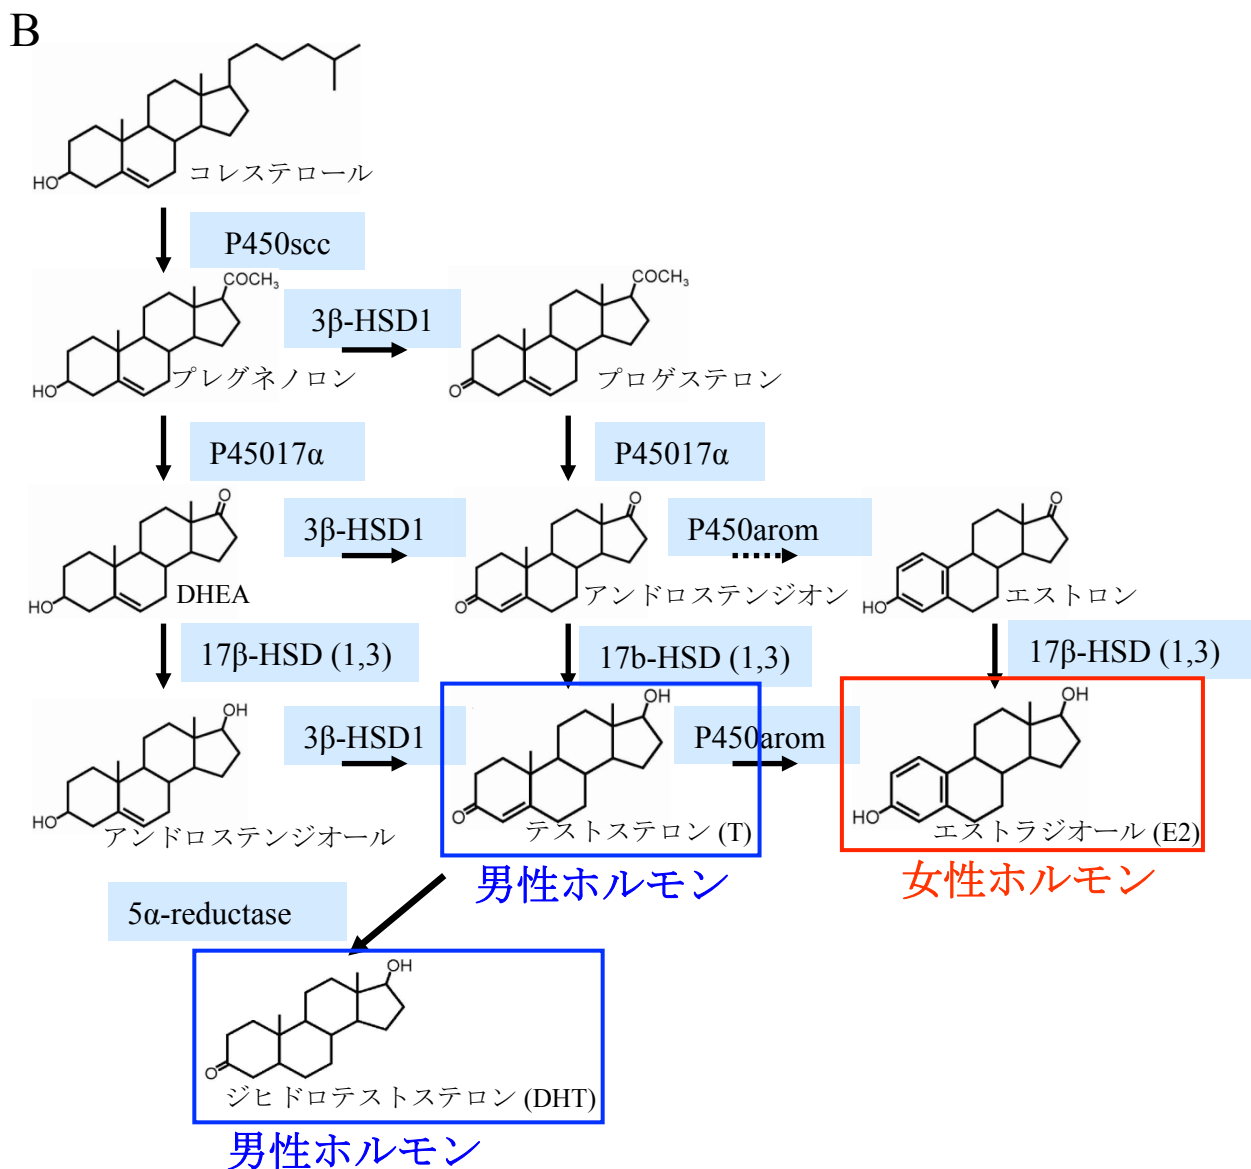 B
HO
コレステロール
P450scc
COCH3
HO
プレグネノロン
3β-HSD1
COCH3
O
プロゲステロン
P45017α
P45017α
O
HO
DHEA
3β-HSD1
O
O
アンドロステンジオン
P450arom
O
HO
エストロン
17β-HSD (1,3)
17b-HSD (1,3)
17β-HSD (1,3)
OH
HO
アンドロステンジオール
3β-HSD1
OH
O
テストステロン (T)
P450arom
OH
HO
エストラジオール (E2)
男性ホルモン
女性ホルモン
5α-reductase
OH
O
ジヒドロテストステロン (DHT)
男性ホルモン